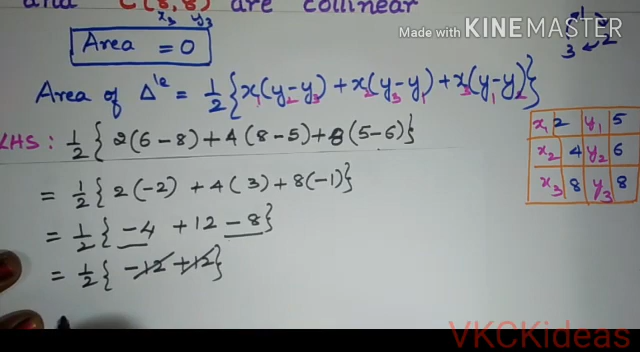 and C(8,8) are collinear
x₃ y₃
Area = 0
Made with KINEMASTER
1 2
3 ↙ 2
Area of Δ'le = 1/2 {x₁(y₂-y₃) + x₂(y₃-y₁) + x₃(y₁-y₂)}
LHS : 1/2 { 2(6-8) + 4(8-5) + 8(5-6)}
= 1/2 { 2(-2) + 4(3) + 8(-1)}
= 1/2 { -4 + 12 - 8}
= 1/2 { -12 + 12 }
x₁ 2 y₁ 5
x₂ 4 y₂ 6
x₃ 8 y₃ 8
VKCKideas